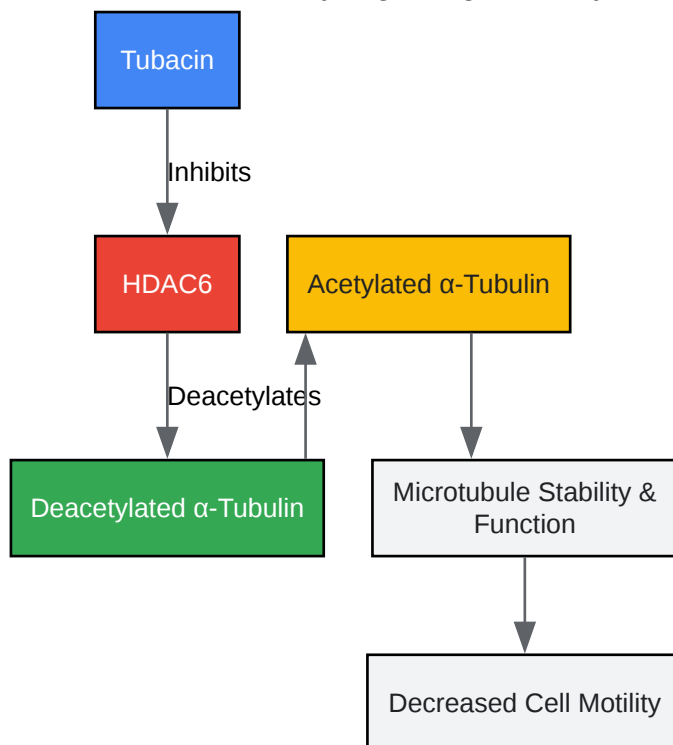 Tubacin
Inhibits
HDAC6
Acetylated α-Tubulin
Deacetylates
Deacetylated α-Tubulin
Microtubule Stability &
Function
Decreased Cell Motility